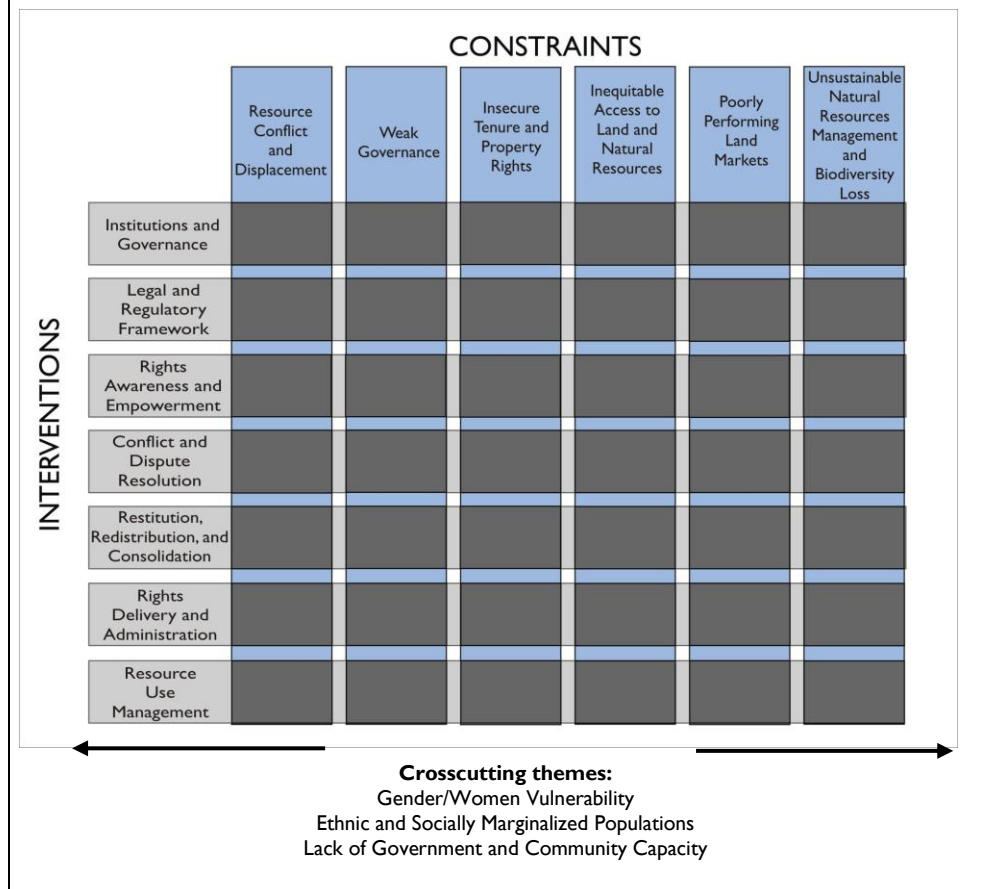 CONSTRAINTS
Resource
Conflict
and
Displacement
Weak
Governance
Insecure
Tenure and
Property
Rights
Inequitable
Access to
Land and
Natural
Resources
Poorly
Performing
Land
Markets
Unsustainable
Natural
Resources
Management
and
Biodiversity
Loss
INTERVENTIONS
Institutions and
Governance
Legal and
Regulatory
Framework
Rights
Awareness and
Empowerment
Conflict and
Dispute
Resolution
Restitution,
Redistribution, and
Consolidation
Rights
Delivery and
Administration
Resource
Use
Management
Crosscutting themes:
Gender/Women Vulnerability
Ethnic and Socially Marginalized Populations
Lack of Government and Community Capacity